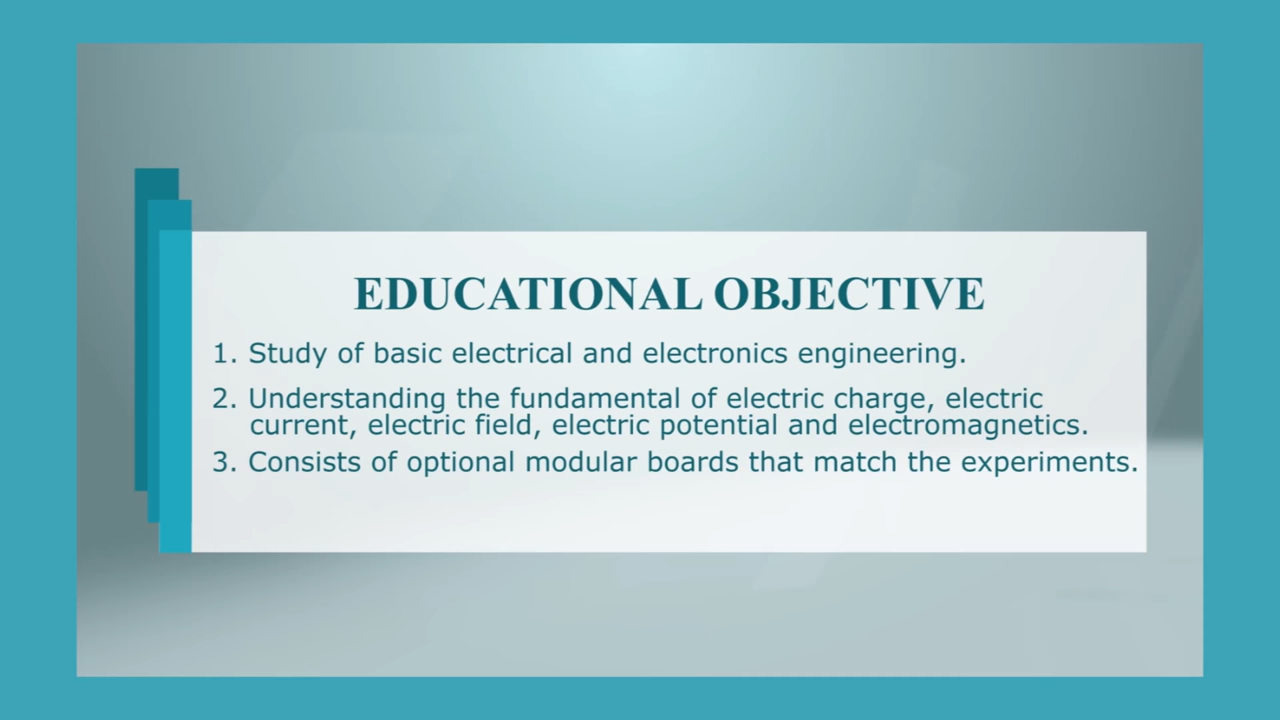 EDUCATIONAL OBJECTIVE
1. Study of basic electrical and electronics engineering.
2. Understanding the fundamental of electric charge, electric
current, electric field, electric potential and electromagnetics.
3. Consists of optional modular boards that match the experiments.